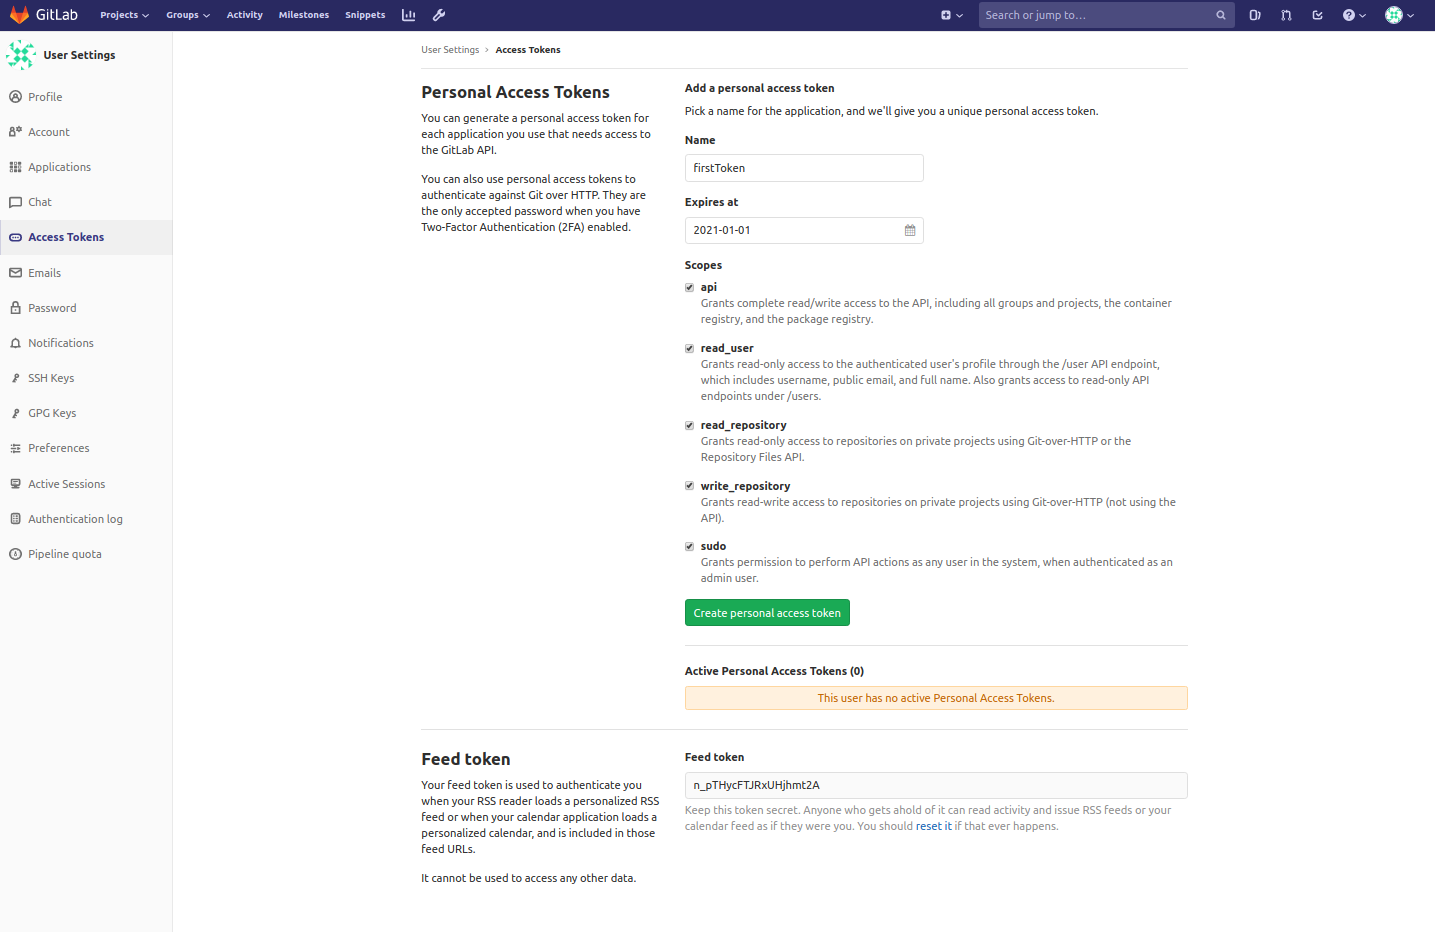 GitLab
Projects
Groups
Activity
Milestones
Snippets
Search or jump to…
User Settings
Profile
Account
Applications
Chat
Access Tokens
Emails
Password
Notifications
SSH Keys
GPG Keys
Preferences
Active Sessions
Authentication log
Pipeline quota
User Settings › Access Tokens
Personal Access Tokens
You can generate a personal access token for
each application you use that needs access to
the GitLab API.
You can also use personal access tokens to
authenticate against Git over HTTP. They are
the only accepted password when you have
Two-Factor Authentication (2FA) enabled.
Add a personal access token
Pick a name for the application, and we'll give you a unique personal access token.
Name
firstToken
Expires at
2021-01-01
Scopes
api
Grants complete read/write access to the API, including all groups and projects, the container
registry, and the package registry.
read_user
Grants read-only access to the authenticated user's profile through the /user API endpoint,
which includes username, public email, and full name. Also grants access to read-only API
endpoints under /users.
read_repository
Grants read-only access to repositories on private projects using Git-over-HTTP or the
Repository Files API.
write_repository
Grants read-write access to repositories on private projects using Git-over-HTTP (not using the
API).
sudo
Grants permission to perform API actions as any user in the system, when authenticated as an
admin user.
Create personal access token
Active Personal Access Tokens (0)
This user has no active Personal Access Tokens.
Feed token
Your feed token is used to authenticate you
when your RSS reader loads a personalized RSS
feed or when your calendar application loads a
personalized calendar, and is included in those
feed URLs.
It cannot be used to access any other data.
Feed token
n_pTHycFTJRxUHjhmt2A
Keep this token secret. Anyone who gets ahold of it can read activity and issue RSS feeds or your
calendar feed as if they were you. You should reset it if that ever happens.